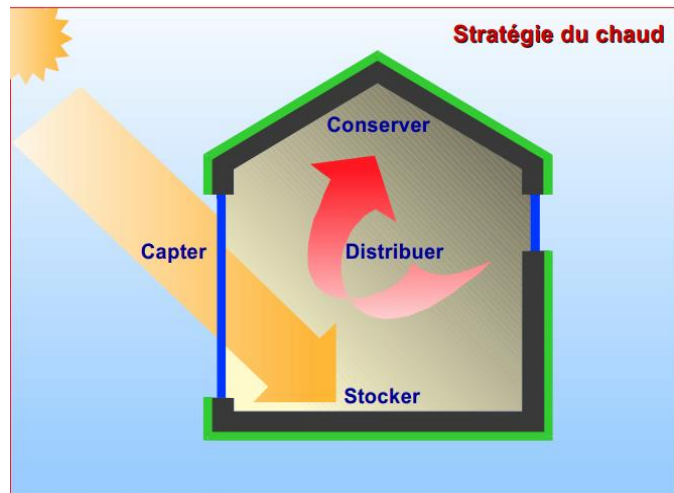 Stratégie du chaud
Conserver
Capter
Distribuer
Stocker